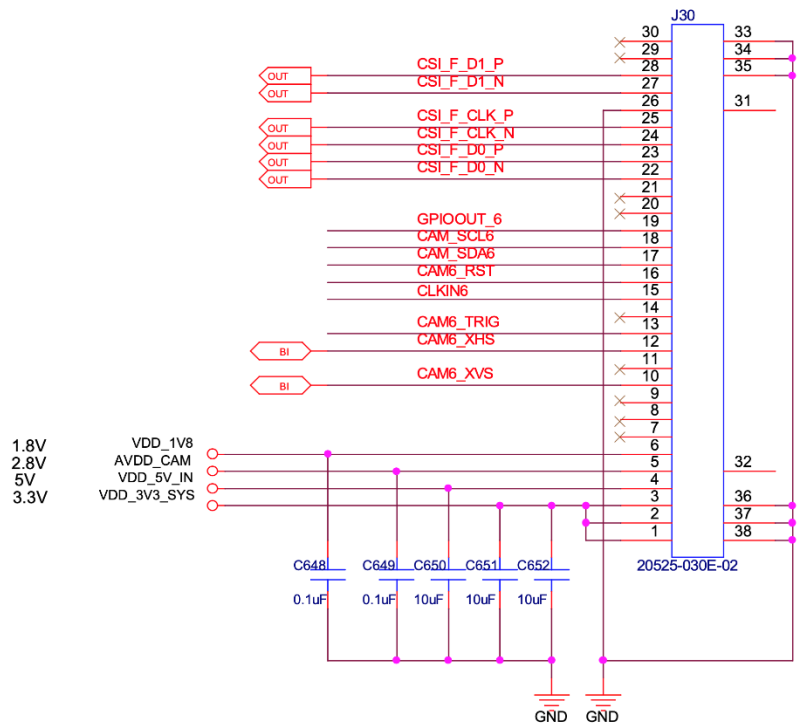 J30
30 33
29 34
CSI_F_D1_P 28 35
OUT CSI_F_D1_N 27
OUT 26 31
CSI_F_CLK_P 25
OUT CSI_F_CLK_N 24
OUT CSI_F_D0_P 23
OUT CSI_F_D0_N 22
OUT 21
20
GPIOOUT_6 19
CAM_SCL6 18
CAM_SDA6 17
CAM6_RST 16
CLKIN6 15
14
CAM6_TRIG 13
CAM6_XHS 12
BI 11
CAM6_XVS 10
BI 9
8
7
1.8V VDD_1V8 6
2.8V AVDD_CAM 5 32
5V VDD_5V_IN 4
3.3V VDD_3V3_SYS 3 36
2 37
1 38
C648 C649 C650 C651 C652 20525-030E-02
0.1uF 0.1uF 10uF 10uF 10uF
GND GND